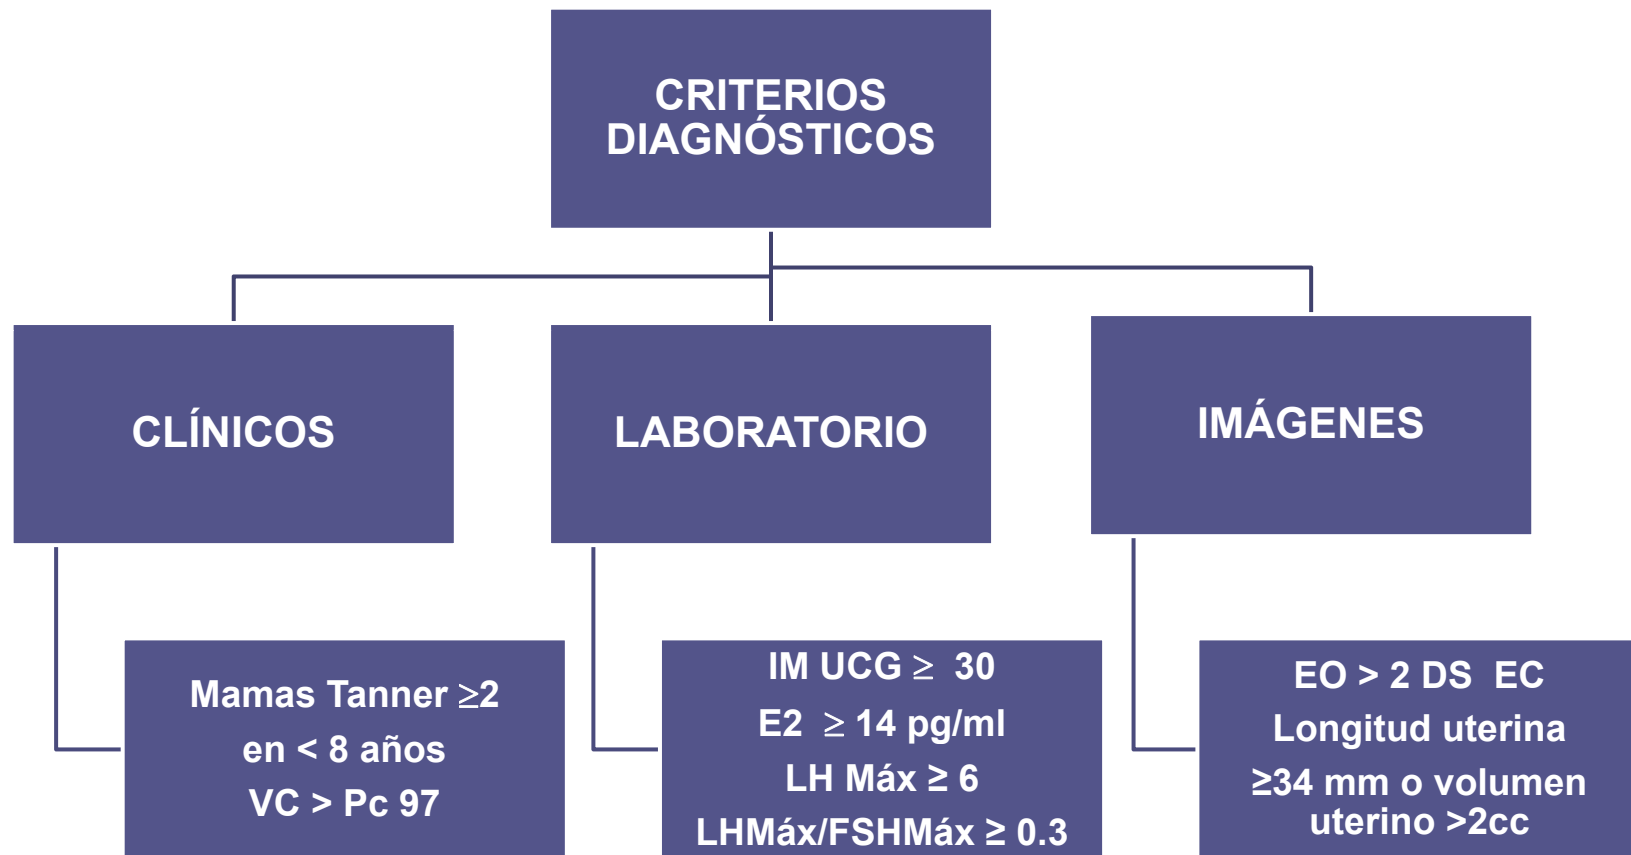 CRITERIOS
DIAGNÓSTICOS
CLÍNICOS
LABORATORIO
IMÁGENES
Mamas Tanner ≥2
en < 8 años
VC > Pc 97
IM UCG ≥ 30
E2 ≥ 14 pg/ml
LH Máx ≥ 6
LHMáx/FSHMáx ≥ 0.3
EO > 2 DS EC
Longitud uterina
≥34 mm o volumen
uterino >2cc